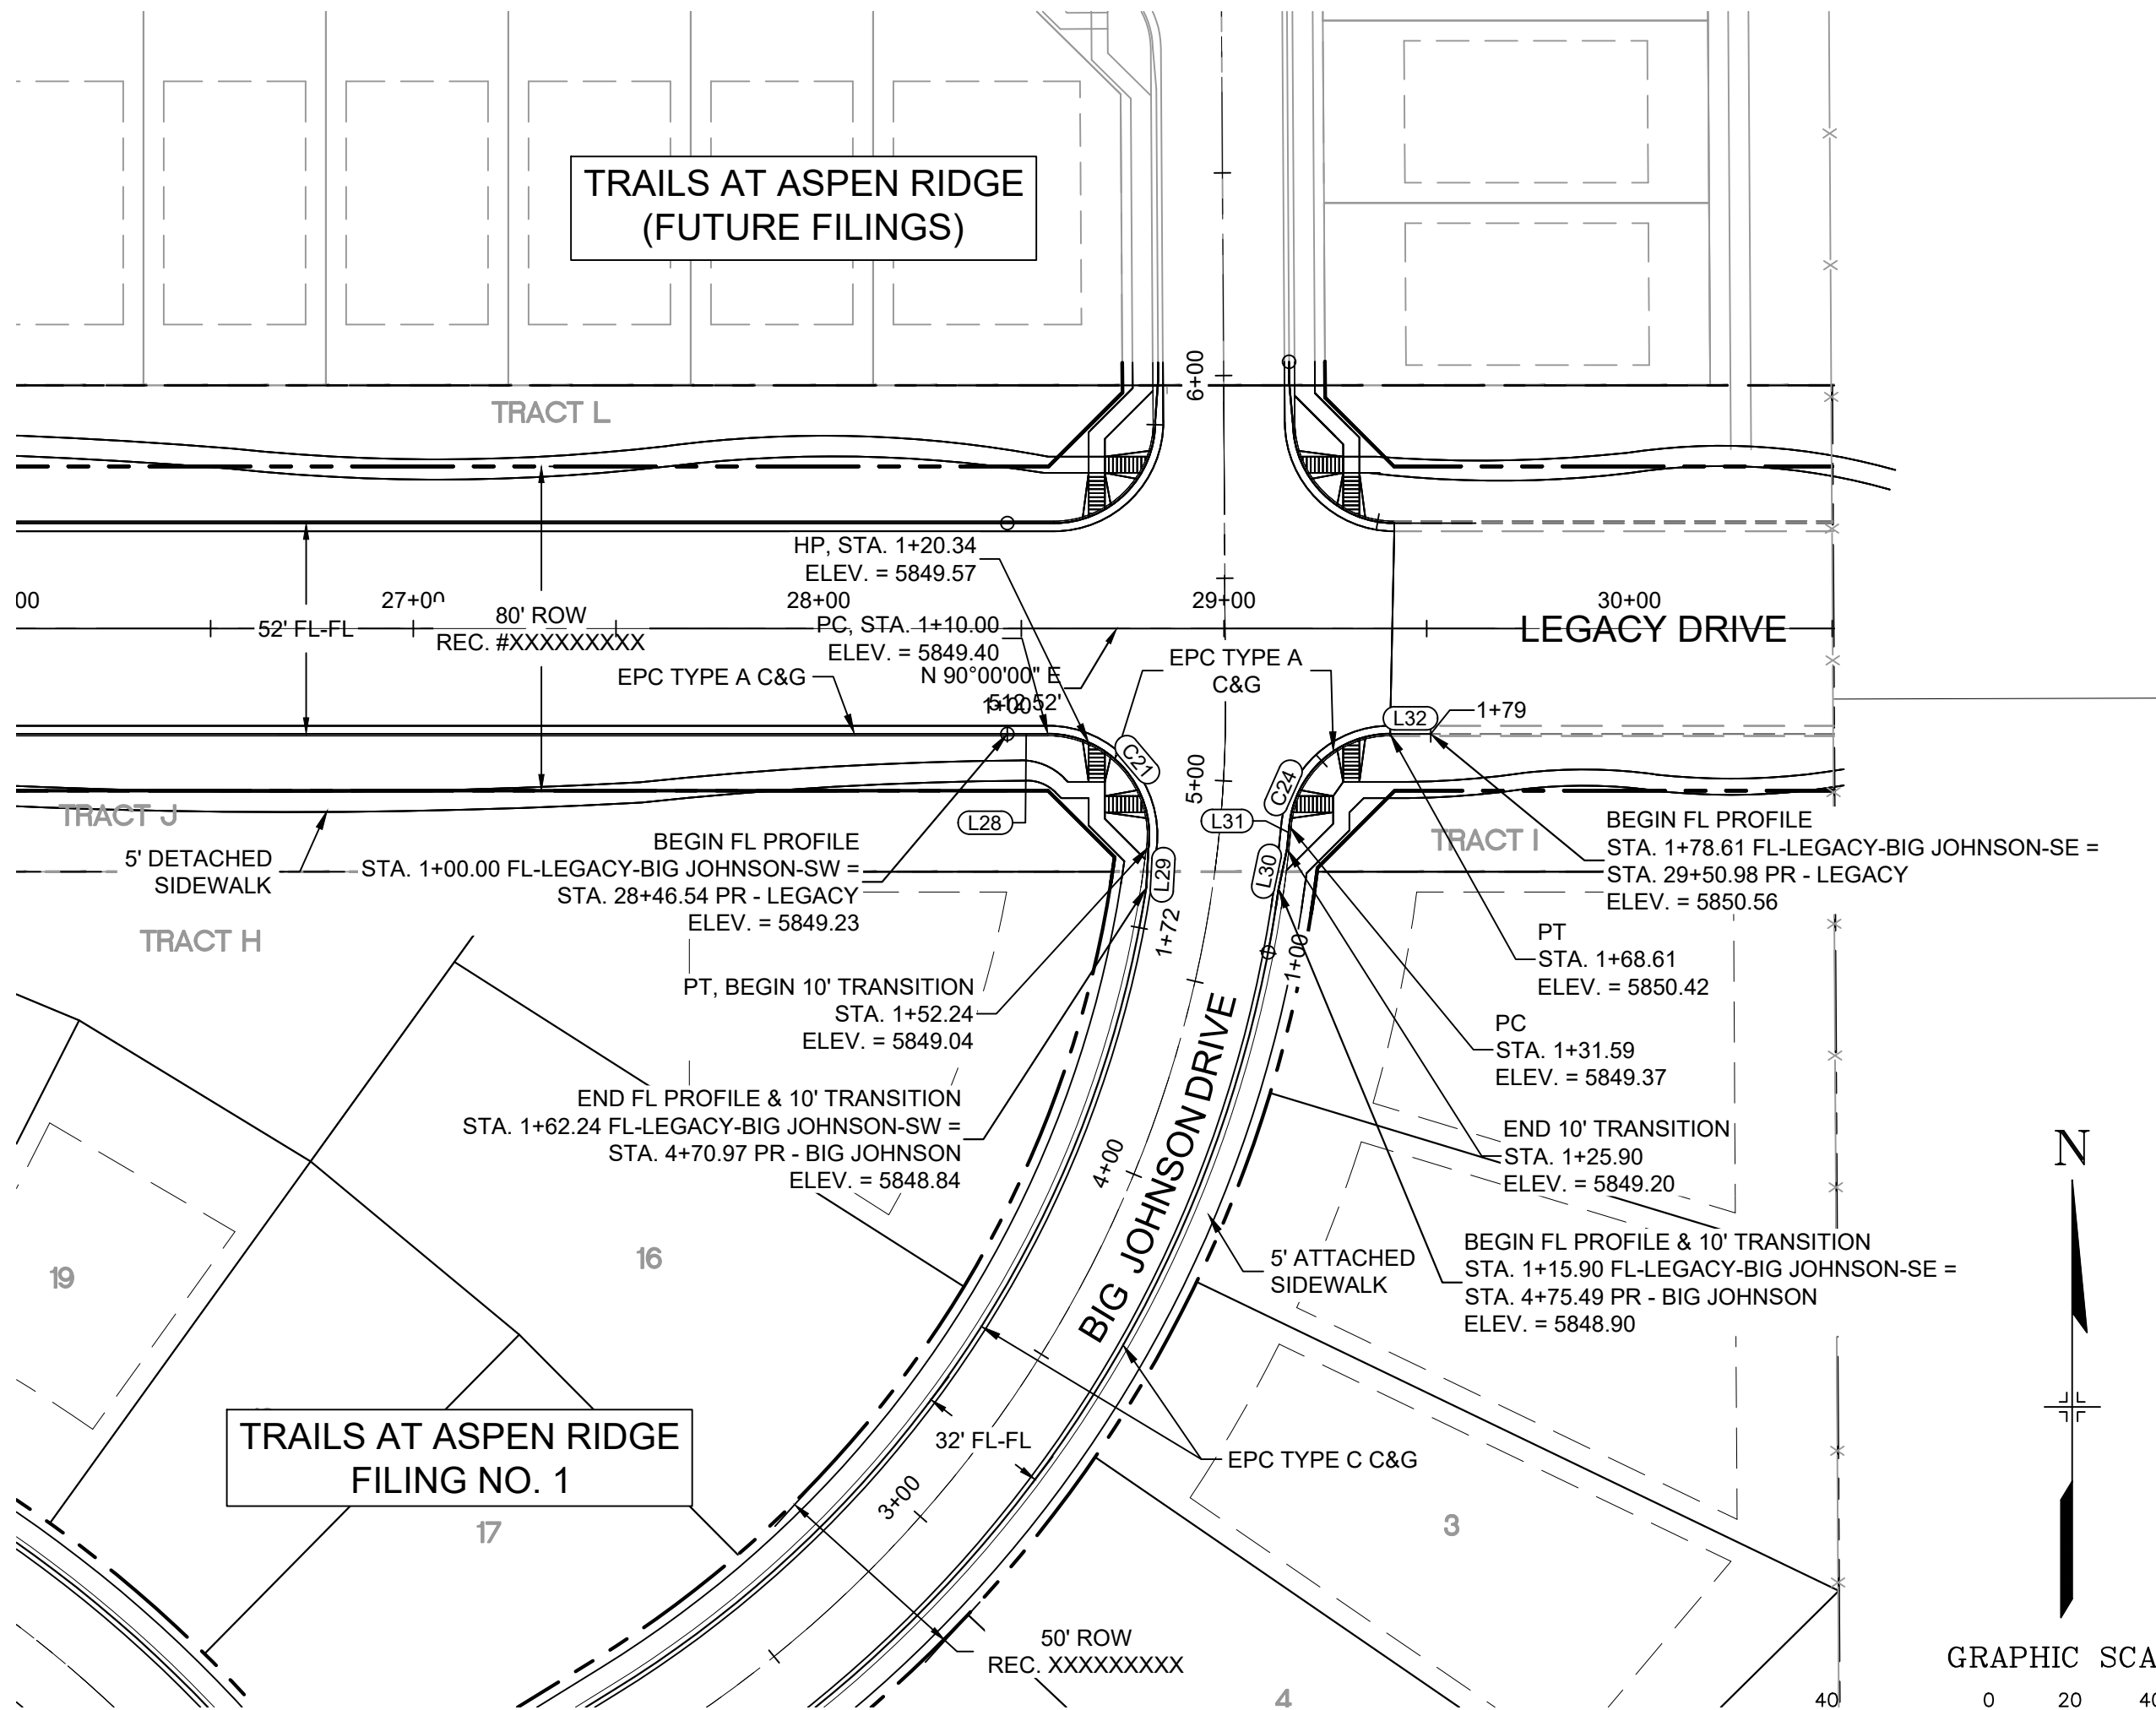 TRAILS AT ASPEN RIDGE
(FUTURE FILINGS)
TRACT L
6+00
HP, STA. 1+20.34
ELEV. = 5849.57
00
27+00
28+00
29+00
30+00
52' FL-FL
80' ROW
REC. #XXXXXXXXX
PC, STA. 1+10.00
ELEV. = 5849.40
LEGACY DRIVE
EPC TYPE A C&G
N 90°00'00" E
512.52'
1+00
EPC TYPE A
C&G
L32
1+79
C21
5+00
C24
L28
L31
TRACT J
TRACT I
5' DETACHED
SIDEWALK
BEGIN FL PROFILE
STA. 1+00.00 FL-LEGACY-BIG JOHNSON-SW =
STA. 28+46.54 PR - LEGACY
ELEV. = 5849.23
L29
L30
BEGIN FL PROFILE
STA. 1+78.61 FL-LEGACY-BIG JOHNSON-SE =
STA. 29+50.98 PR - LEGACY
ELEV. = 5850.56
TRACT H
1+72
1+00
PT
STA. 1+68.61
ELEV. = 5850.42
PT, BEGIN 10' TRANSITION
STA. 1+52.24
ELEV. = 5849.04
PC
STA. 1+31.59
ELEV. = 5849.37
END FL PROFILE & 10' TRANSITION
STA. 1+62.24 FL-LEGACY-BIG JOHNSON-SW =
STA. 4+70.97 PR - BIG JOHNSON
ELEV. = 5848.84
BIG JOHNSON DRIVE
4+00
END 10' TRANSITION
STA. 1+25.90
ELEV. = 5849.20
N
19
16
5' ATTACHED
SIDEWALK
BEGIN FL PROFILE & 10' TRANSITION
STA. 1+15.90 FL-LEGACY-BIG JOHNSON-SE =
STA. 4+75.49 PR - BIG JOHNSON
ELEV. = 5848.90
TRAILS AT ASPEN RIDGE
FILING NO. 1
32' FL-FL
EPC TYPE C C&G
3+00
17
3
50' ROW
REC. XXXXXXXXX
4
GRAPHIC SCA
40
0
20
40